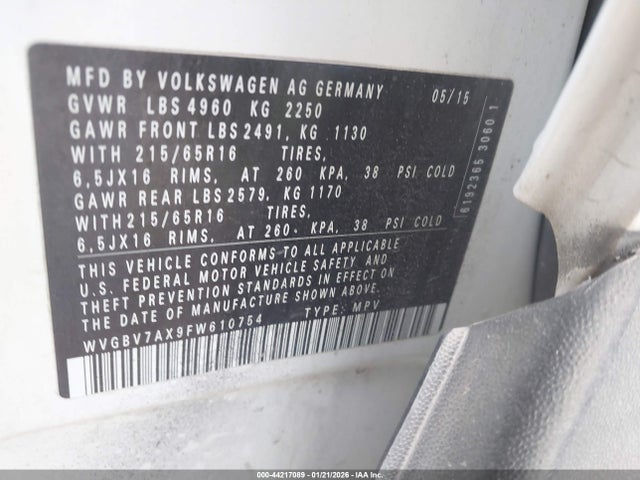 MFD BY VOLKSWAGEN AG GERMANY 05/15
GVWR LBS 4960 KG 2250
GAWR FRONT LBS 2491, KG 1130
WITH 215/65R16 TIRES,
6,5JX16 RIMS, AT 260 KPA, 38 PSI COLD
GAWR REAR LBS 2579, KG 1170
WITH 215/65R16 TIRES,
6,5JX16 RIMS, AT 260 KPA, 38 PSI COLD
THIS VEHICLE CONFORMS TO ALL APPLICABLE
U.S. FEDERAL MOTOR VEHICLE SAFETY AND
THEFT PREVENTION STANDARDS IN EFFECT ON
THE DATE OF MANUFACTURE SHOWN ABOVE.
WVGBV7AX9FW610754 TYPE: MPV
6192365 3060 1
000-44217089 - 01/21/2026 - IAA Inc.